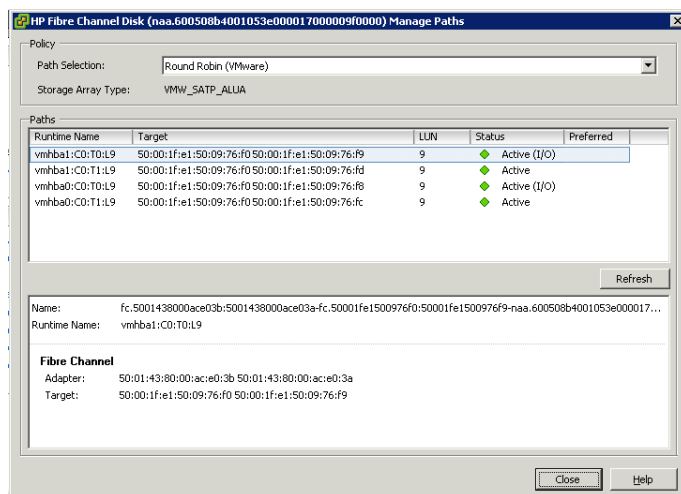 HP Fibre Channel Disk (naa.600508b4001053e000017000009f0000) Manage Paths
Policy
Path Selection: Round Robin (VMware)
Storage Array Type: VMW_SATP_ALUA
Paths
Runtime Name Target LUN Status Preferred
vmhba1:C0:T0:L9 50:00:1f:e1:50:09:76:f0 50:00:1f:e1:50:09:76:f9 9 Active (I/O)
vmhba1:C0:T1:L9 50:00:1f:e1:50:09:76:f0 50:00:1f:e1:50:09:76:fd 9 Active
vmhba0:C0:T0:L9 50:00:1f:e1:50:09:76:f0 50:00:1f:e1:50:09:76:f8 9 Active (I/O)
vmhba0:C0:T1:L9 50:00:1f:e1:50:09:76:f0 50:00:1f:e1:50:09:76:fc 9 Active
Refresh
Name: fc.5001438000ace03b:5001438000ace03a-fc.50001fe1500976f0:50001fe1500976f9-naa.600508b4001053e000017...
Runtime Name: vmhba1:C0:T0:L9
Fibre Channel
Adapter: 50:01:43:80:00:ac:e0:3b 50:01:43:80:00:ac:e0:3a
Target: 50:00:1f:e1:50:09:76:f0 50:00:1f:e1:50:09:76:f9
Close Help